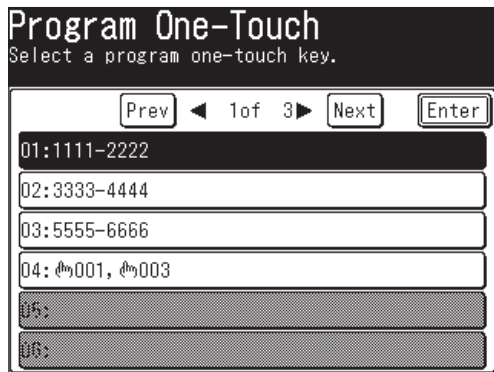 Program One-Touch
Select a program one-touch key.
Prev ◀ 1of 3▶ Next Enter
01:1111-2222
02:3333-4444
03:5555-6666
04:001,003
05:
06: